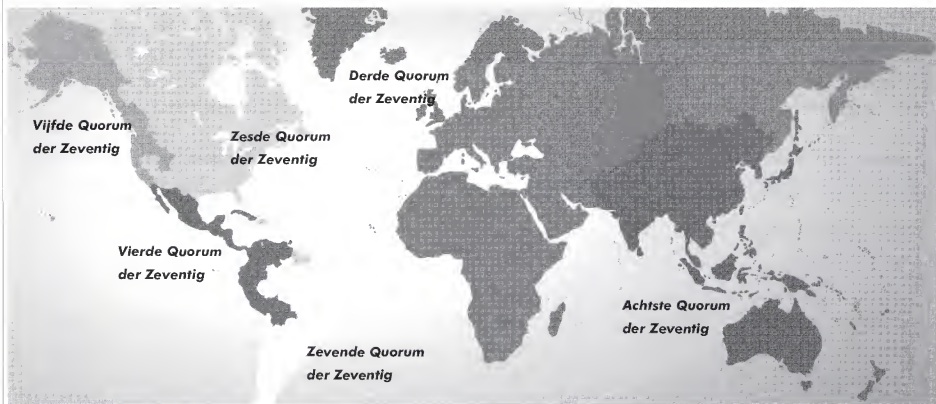 Derde Quorum
der Zeventig
Vijfde Quorum
der Zeventig
Zesde Quorum
der Zeventig
Vierde Quorum
der Zeventig
Achtste Quorum
der Zeventig
Zevende Quorum
der Zeventig